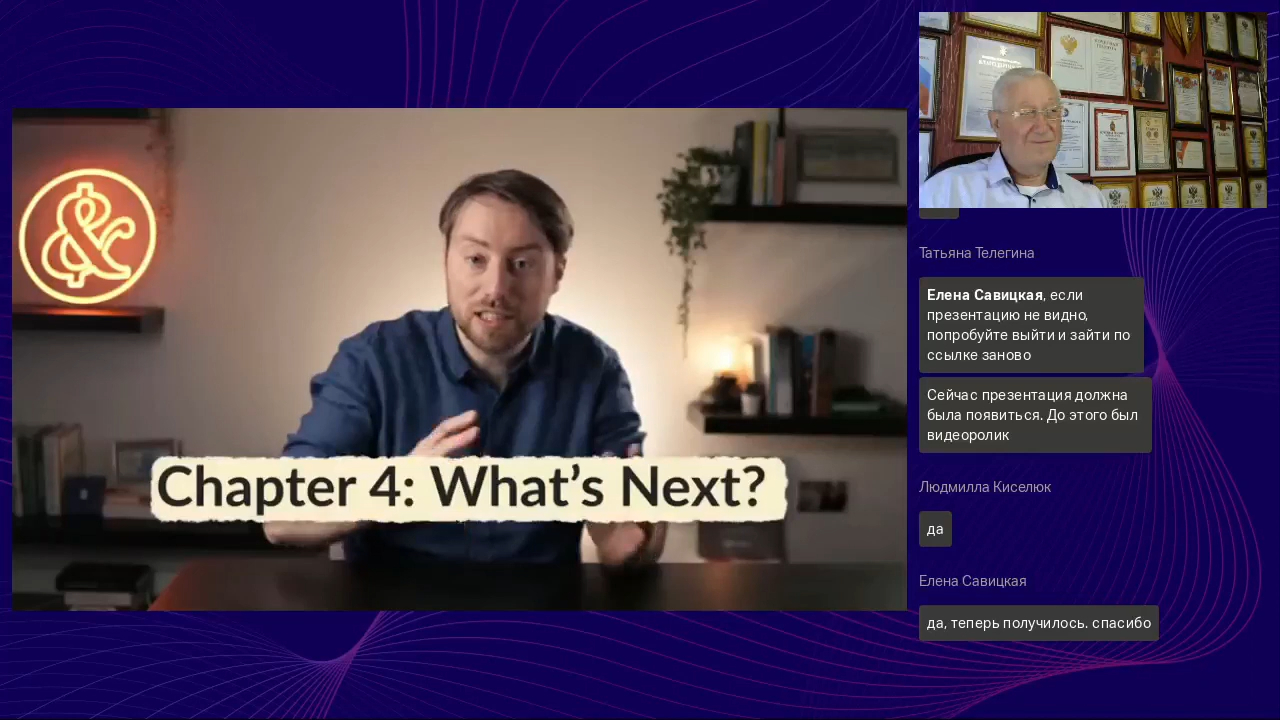 &
Chapter 4: What’s Next?
Татьяна Телегина
Елена Савицкая, если
презентацию не видно,
попробуйте выйти и зайти по
ссылке заново
Сейчас презентация должна
была появиться. До этого был
видеоролик
Людмилла Киселюк
да
Елена Савицкая
да, теперь получилось. спасибо